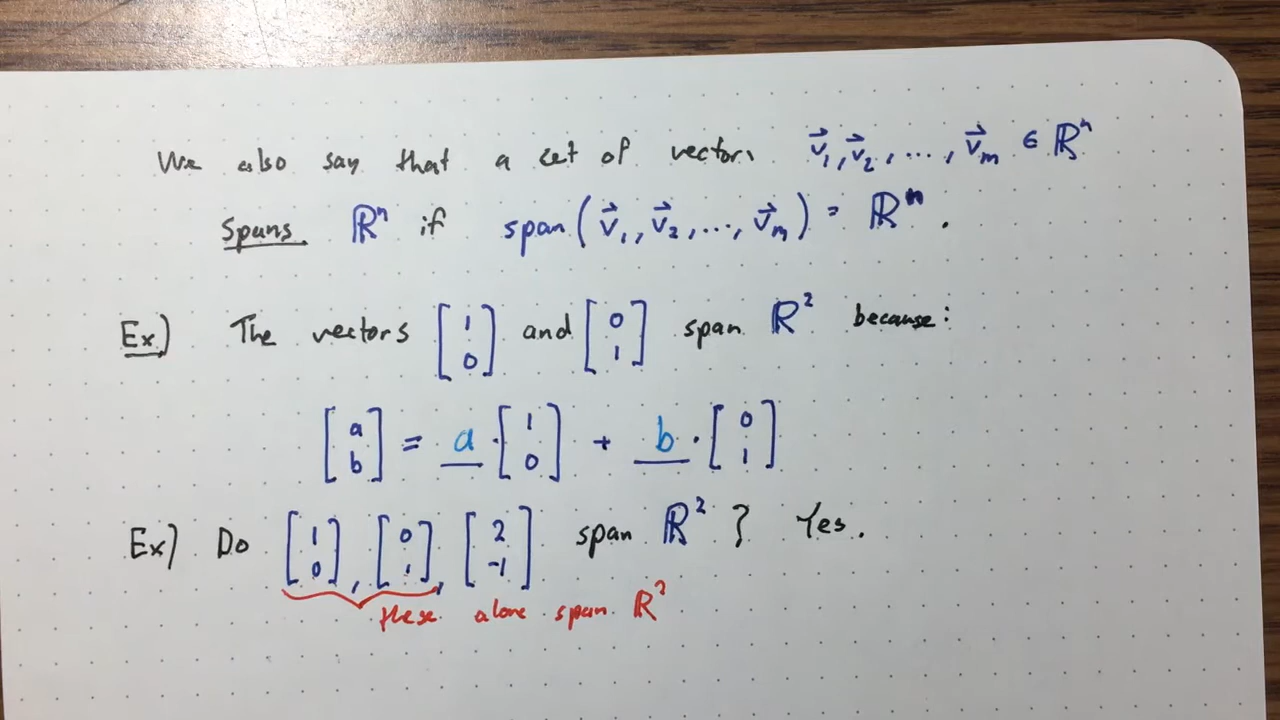 We also say that a set of vectors v⃗₁, v⃗₂, ..., v⃗ₘ ∈ ℝⁿ
spans ℝⁿ if span(v⃗₁, v⃗₂, ..., v⃗ₘ) = ℝⁿ.
Ex) The vectors [1 0] and [0 1] span ℝ² because:
[a b] = a · [1 0] + b · [0 1]
Ex) Do [1 0], [0 1], [2 -1] span ℝ²? Yes.
these alone span ℝ²